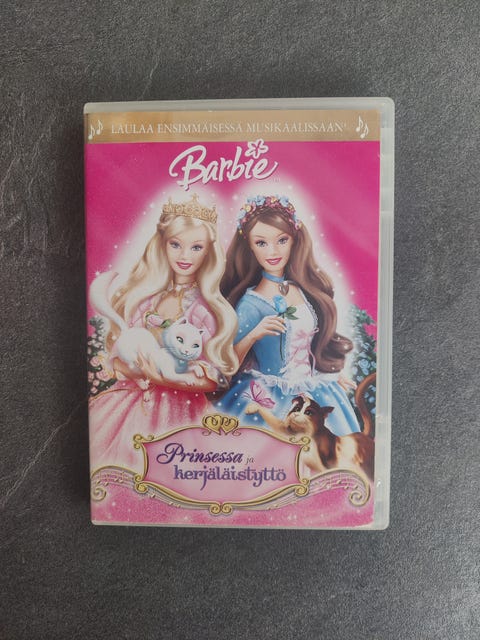 LAULAA ENSIMMÄISESSÄ MUSIKAALISSAAN!
Barbie
Prinsessa ja
kerjäläistyttö